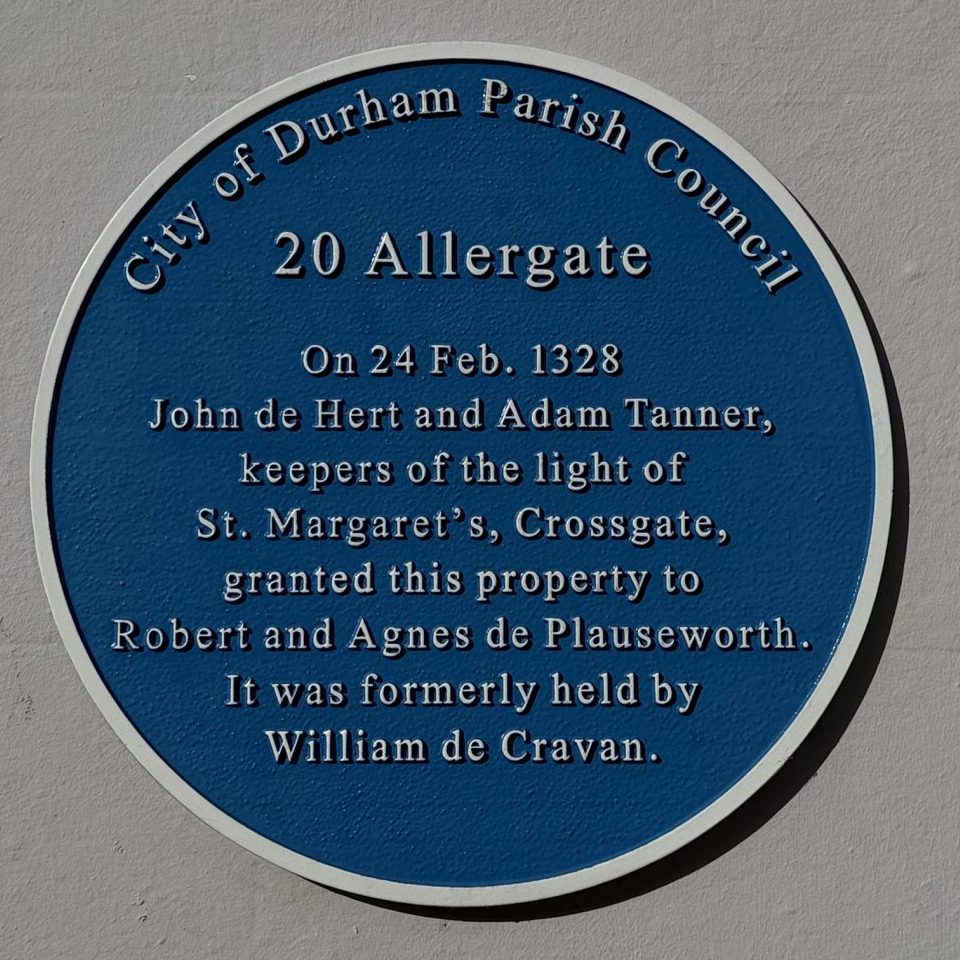 City of Durham Parish Council
20 Allergate
On 24 Feb. 1328
John de Hert and Adam Tanner,
keepers of the light of
St. Margaret's, Crossgate,
granted this property to
Robert and Agnes de Plauseworth.
It was formerly held by
William de Cravan.